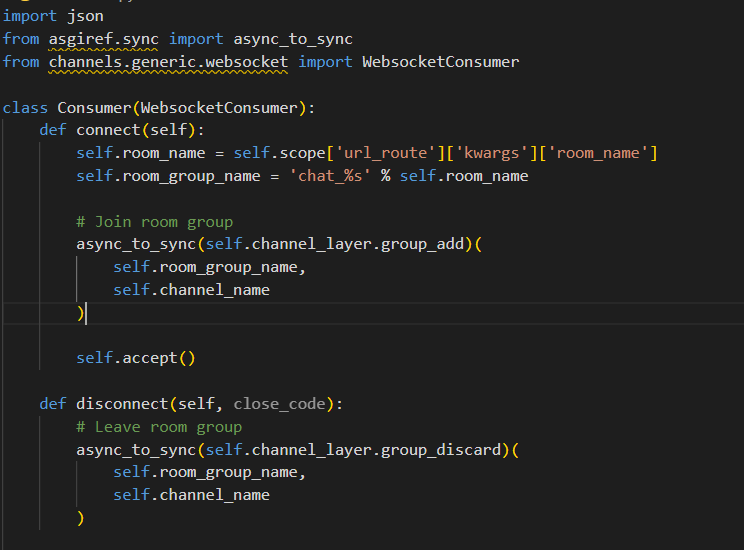 import json
from asgiref.sync import async_to_sync
from channels.generic.websocket import WebsocketConsumer
class Consumer(WebsocketConsumer):
def connect(self):
self.room_name = self.scope['url_route']['kwargs']['room_name']
self.room_group_name = 'chat_%s' % self.room_name
# Join room group
async_to_sync(self.channel_layer.group_add)(
self.room_group_name,
self.channel_name
)
self.accept()
def disconnect(self, close_code):
# Leave room group
async_to_sync(self.channel_layer.group_discard)(
self.room_group_name,
self.channel_name
)